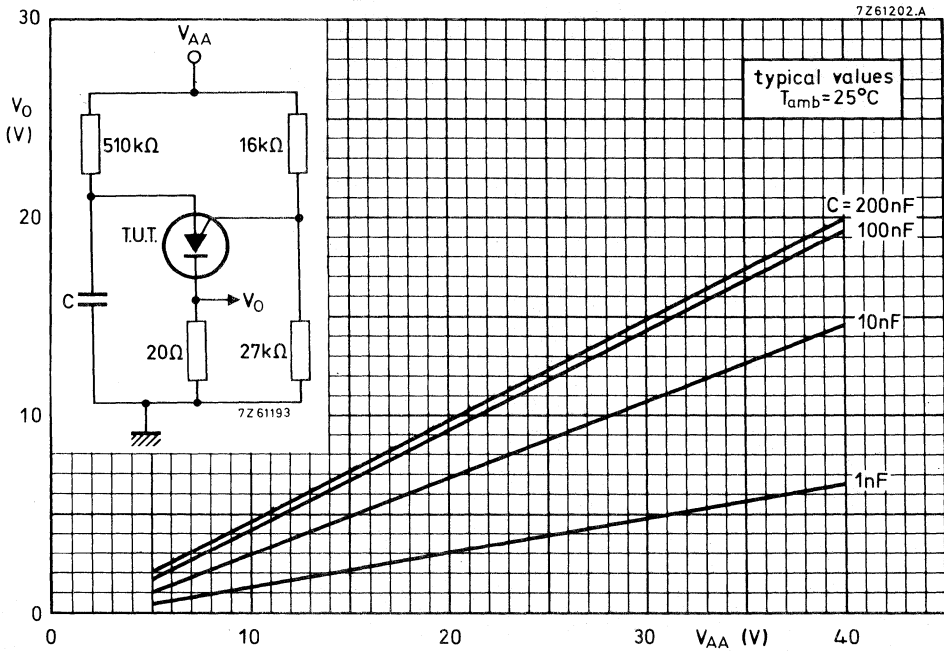 7Z61202.A
30
V_O
(V)
20
10
0
V_AA
510kΩ
16kΩ
T.U.T.
C
V_O
20Ω
27kΩ
7Z61193
typical values
T_amb=25°C
C=200nF
100nF
10nF
1nF
0
10
20
30
V_AA (V)
40